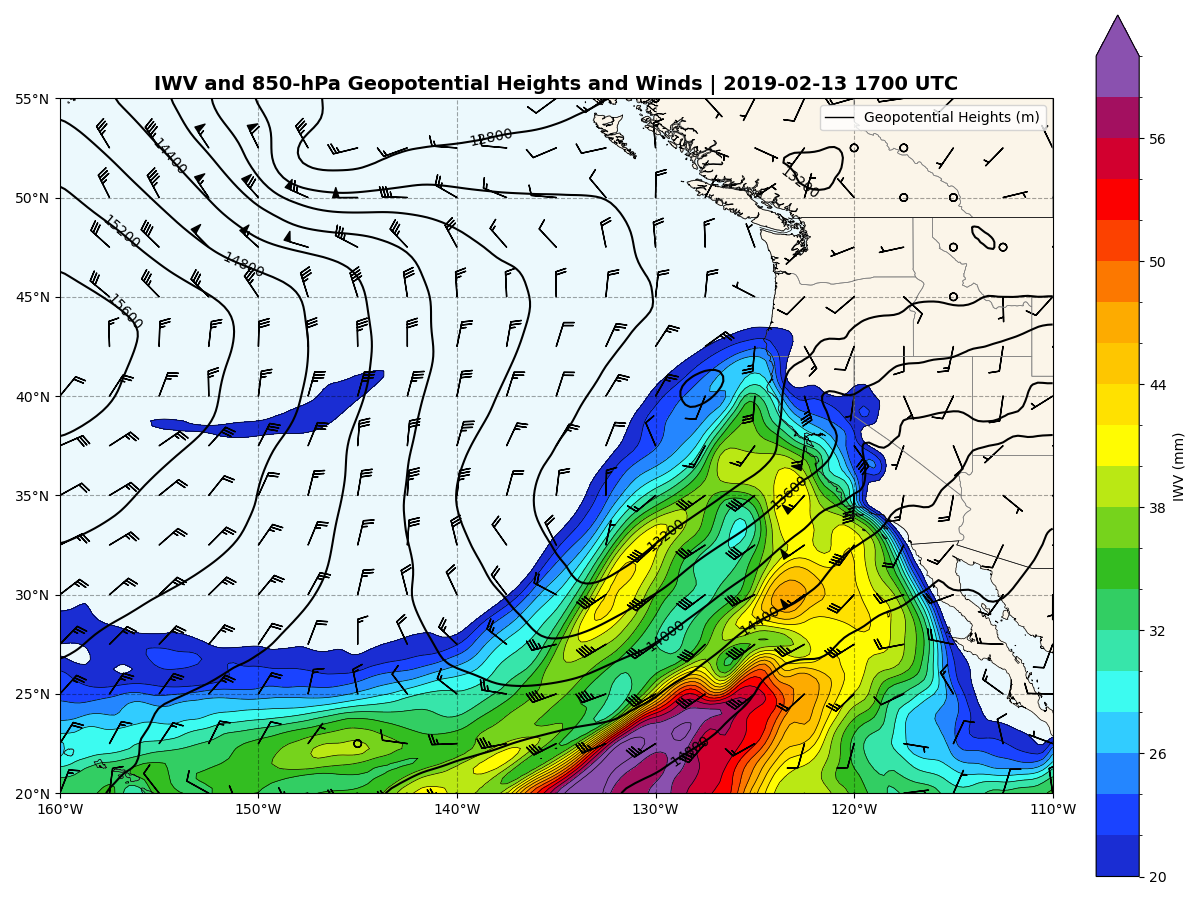 IWV and 850-hPa Geopotential Heights and Winds | 2019-02-13 1700 UTC
Geopotential Heights (m)
55°N
50°N
45°N
40°N
35°N
30°N
25°N
20°N
160°W
150°W
140°W
130°W
120°W
110°W
12800
14400
13200
15200
14800
15600
13600
13200
14400
14000
14800
56
50
44
38
32
26
20
IWV (mm)